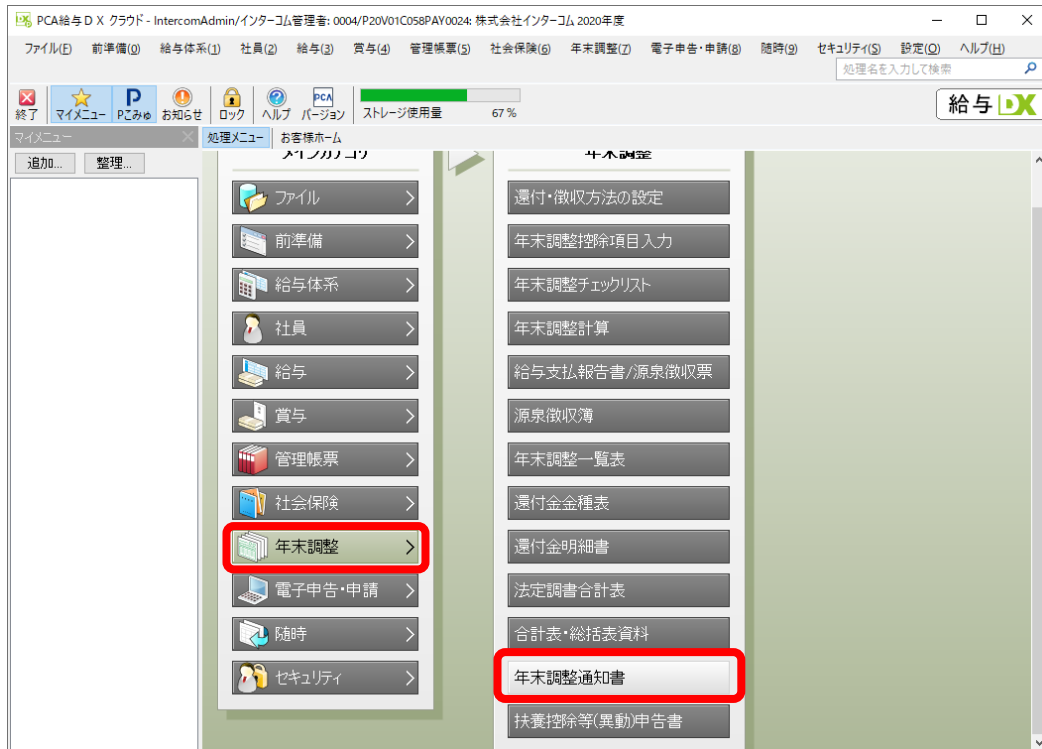 PCA給与ＤＸ クラウド - IntercomAdmin/インターコム管理者: 0004/P20V01C058PAY0024: 株式会社インターコム 2020年度
ファイル(F) 前準備(0) 給与体系(1) 社員(2) 給与(3) 賞与(4) 管理帳票(5) 社会保険(6) 年末調整(7) 電子申告・申請(8) 随時(9) セキュリティ(S) 設定(O) ヘルプ(H)
処理名を入力して検索
終了 マイメニュー Pこみゅ お知らせ ロック ヘルプ バージョン ストレージ使用量 67 %
給与DX
マイメニュー
処理メニュー お客様ホーム
追加... 整理...
メインカテゴリ
ファイル
前準備
給与体系
社員
給与
賞与
管理帳票
社会保険
年末調整
電子申告・申請
随時
セキュリティ
年末調整
還付・徴収方法の設定
年末調整控除項目入力
年末調整チェックリスト
年末調整計算
給与支払報告書/源泉徴収票
源泉徴収簿
年末調整一覧表
還付金金種表
還付金明細書
法定調書合計表
合計表・総括表資料
年末調整通知書
扶養控除等(異動)申告書